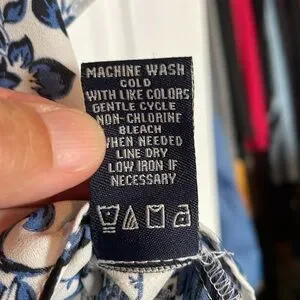 MACHINE WASH
COLD
WITH LIKE COLORS
GENTLE CYCLE
NON-CHLORINE
BLEACH
WHEN NEEDED
LINE DRY
LOW IRON IF
NECESSARY